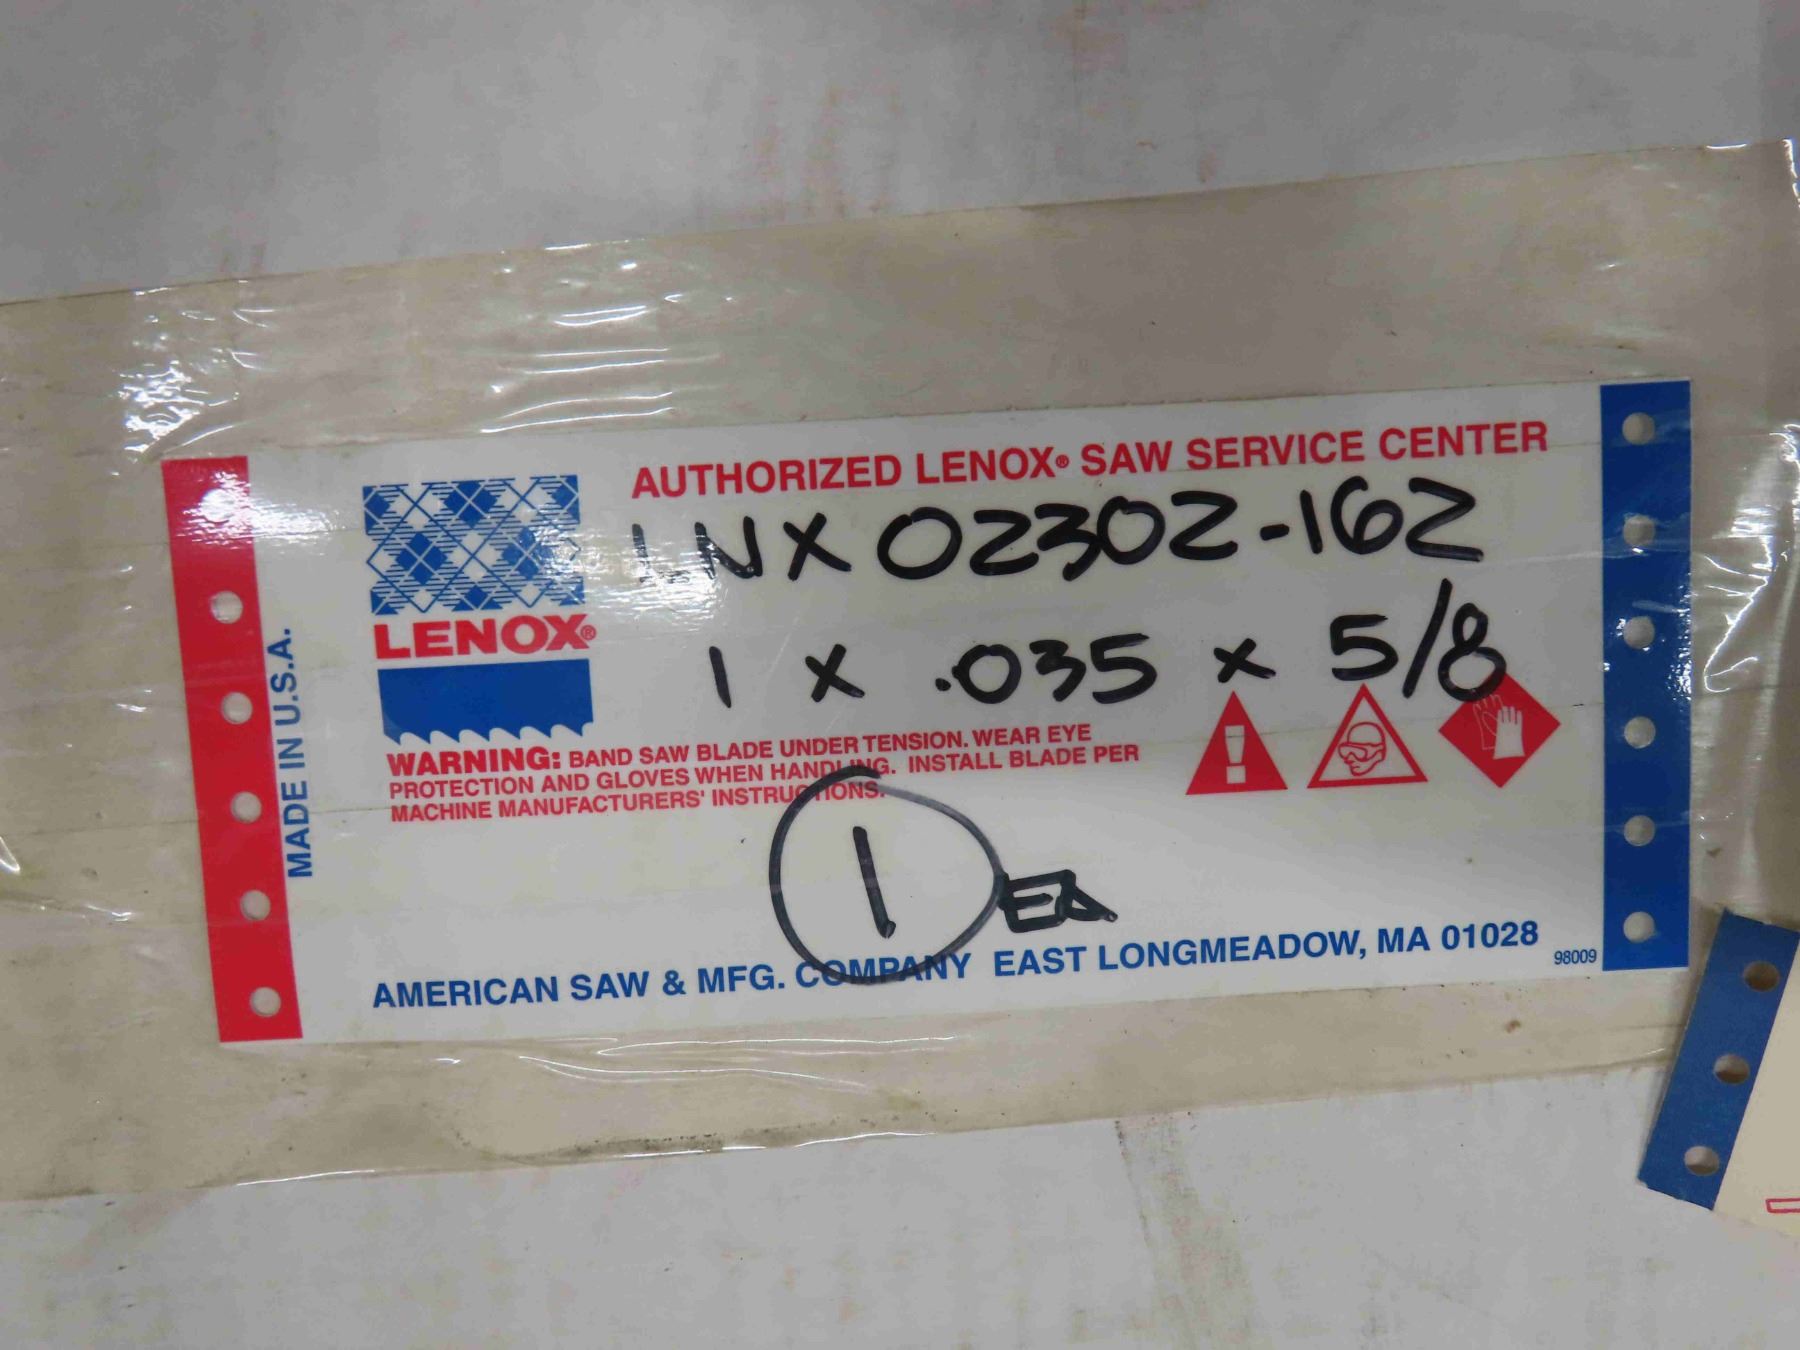 AUTHORIZED LENOX® SAW SERVICE CENTER
LNX 02302-162
LENOX®
1 x .035 x 5/8
MADE IN U.S.A.
WARNING: BAND SAW BLADE UNDER TENSION. WEAR EYE
PROTECTION AND GLOVES WHEN HANDLING. INSTALL BLADE PER
MACHINE MANUFACTURERS' INSTRUCTIONS.
1 EA
AMERICAN SAW & MFG. COMPANY EAST LONGMEADOW, MA 01028
98009